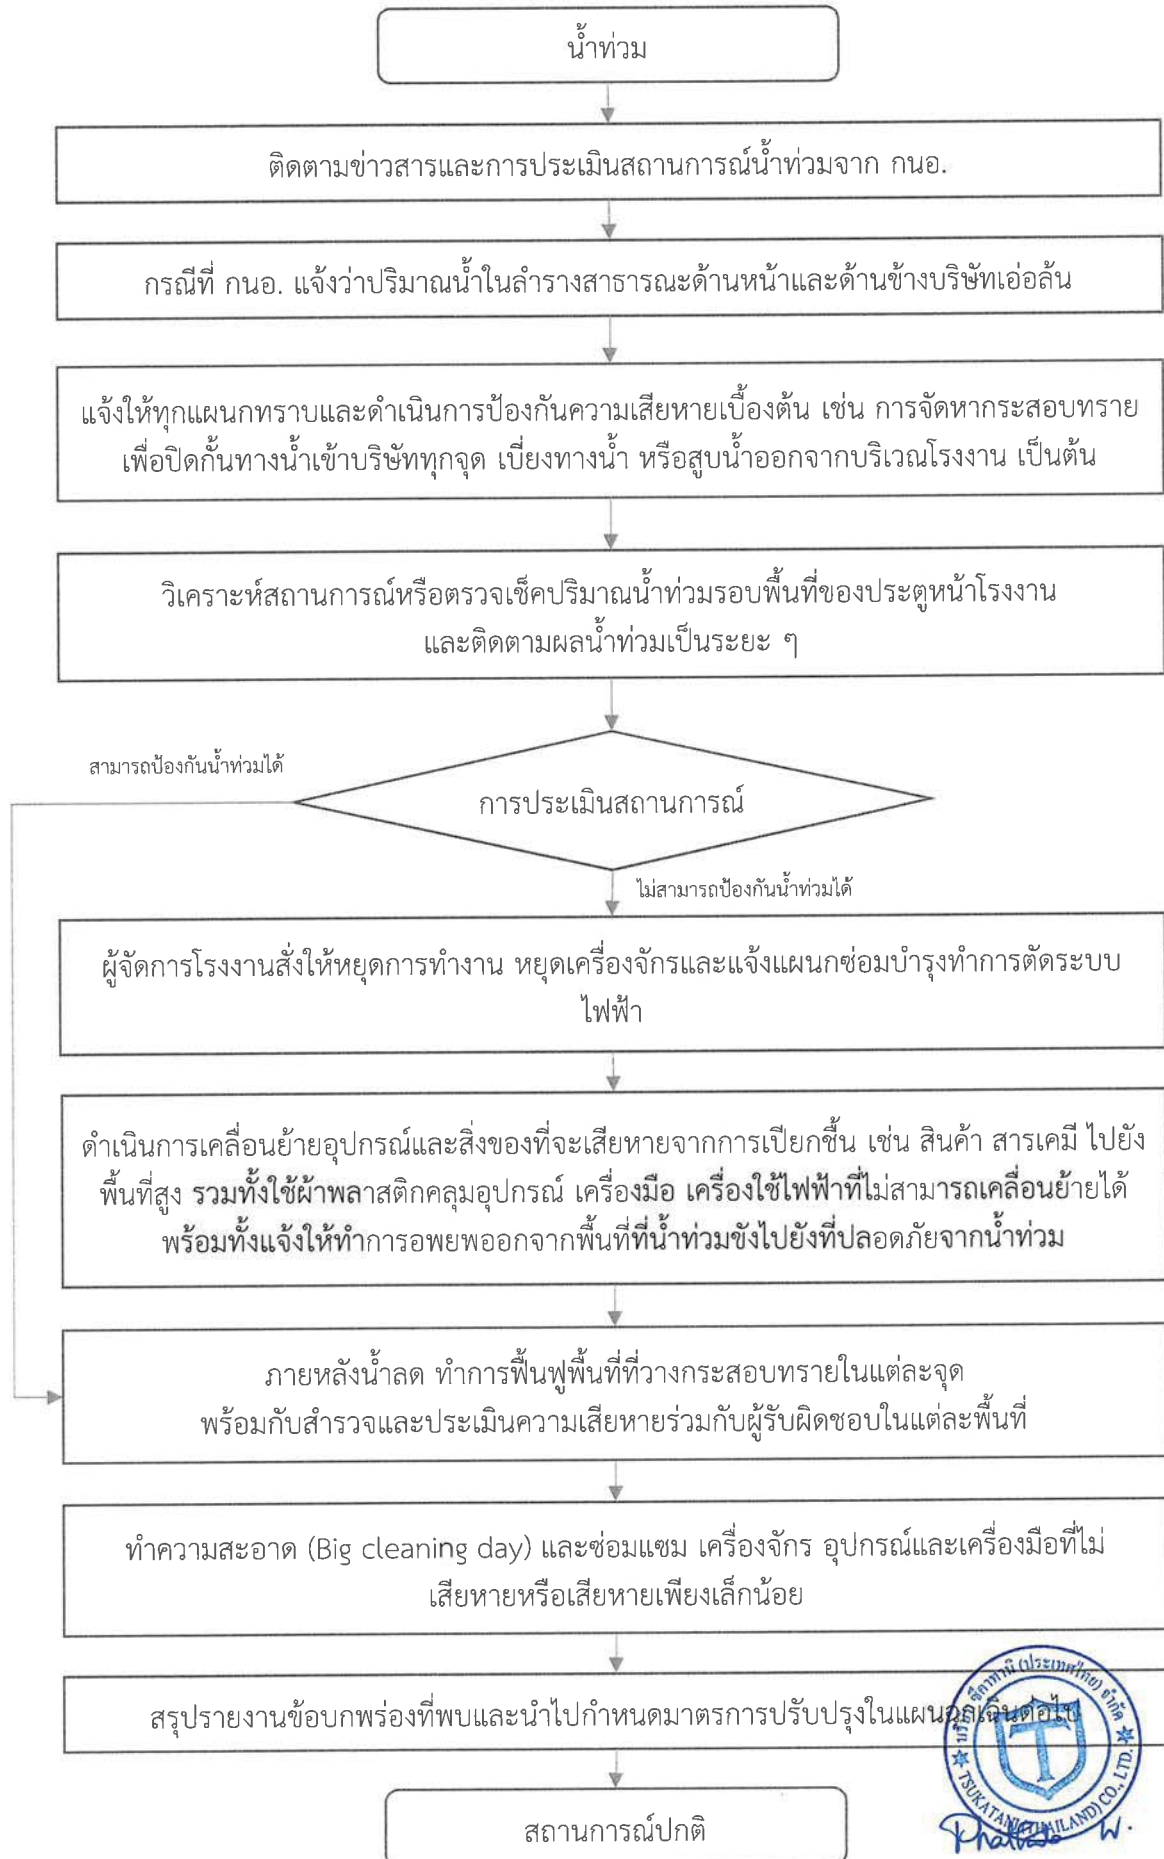 น้ำท่วม
ติดตามข่าวสารและการประเมินสถานการณ์น้ำท่วมจาก กนอ.
กรณีที่ กนอ. แจ้งว่าปริมาณน้ำในลำรางสาธารณะด้านหน้าและด้านข้างบริษัทเอ่อล้น
แจ้งให้ทุกแผนกทราบและดำเนินการป้องกันความเสียหายเบื้องต้น เช่น การจัดหากระสอบทราย
เพื่อปิดกั้นทางน้ำเข้าบริษัททุกจุด เบี่ยงทางน้ำ หรือสูบน้ำออกจากบริเวณโรงงาน เป็นต้น
วิเคราะห์สถานการณ์หรือตรวจเช็คปริมาณน้ำท่วมรอบพื้นที่ของประตูหน้าโรงงาน
และติดตามผลน้ำท่วมเป็นระยะ ๆ
สามารถป้องกันน้ำท่วมได้
การประเมินสถานการณ์
ไม่สามารถป้องกันน้ำท่วมได้
ผู้จัดการโรงงานสั่งให้หยุดการทำงาน หยุดเครื่องจักรและแจ้งแผนกซ่อมบำรุงทำการตัดระบบ
ไฟฟ้า
ดำเนินการเคลื่อนย้ายอุปกรณ์และสิ่งของที่จะเสียหายจากการเปียกชื้น เช่น สินค้า สารเคมี ไปยัง
พื้นที่สูง รวมทั้งใช้ผ้าพลาสติกคลุมอุปกรณ์ เครื่องมือ เครื่องใช้ไฟฟ้าที่ไม่สามารถเคลื่อนย้ายได้
พร้อมทั้งแจ้งให้ทำการอพยพออกจากพื้นที่ที่น้ำท่วมขังไปยังที่ปลอดภัยจากน้ำท่วม
ภายหลังน้ำลด ทำการฟื้นฟูพื้นที่ที่วางกระสอบทรายในแต่ละจุด
พร้อมกับสำรวจและประเมินความเสียหายร่วมกับผู้รับผิดชอบในแต่ละพื้นที่
ทำความสะอาด (Big cleaning day) และซ่อมแซม เครื่องจักร อุปกรณ์และเครื่องมือที่ไม่
เสียหายหรือเสียหายเพียงเล็กน้อย
สรุปรายงานข้อบกพร่องที่พบและนำไปกำหนดมาตรการปรับปรุงในแผนฉุกเฉินต่อไป
สถานการณ์ปกติ
(ประเทศไทย) จำกัด
TSUKATANI (THAILAND) CO., LTD.